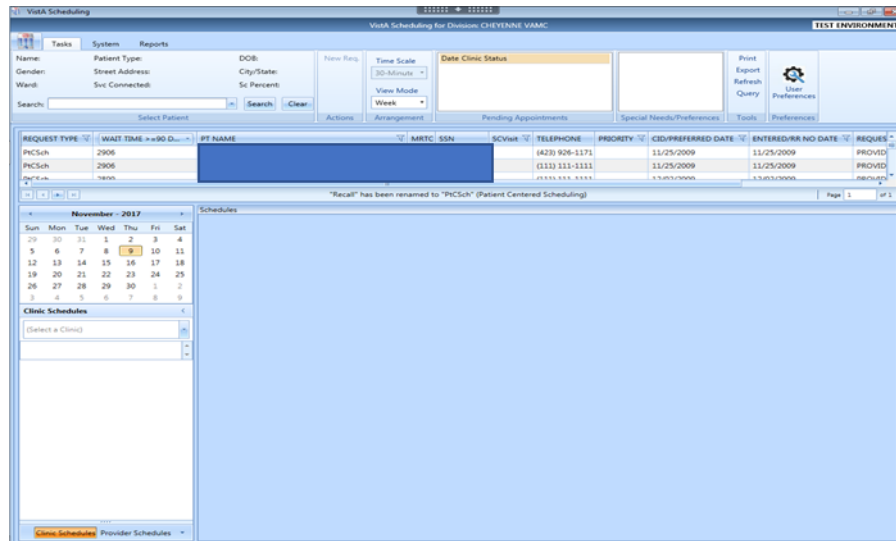 VistA Scheduling
VistA Scheduling for Division: CHEYENNE VAMC
TEST ENVIRONMENT
Tasks System Reports
Name: Patient Type: DOB:
Gender: Street Address: City/State:
Ward: Svc Connected: Sc Percent:
Search: Search Clear
Select Patient
New Req.
Actions
Time Scale
30-Minute
View Mode
Week
Arrangement
Date Clinic Status
Pending Appointments
Special Needs/Preferences
Print
Export
Refresh
Query
Tools
User
Preferences
Preferences
REQUEST TYPE WAIT TIME >=90 D... PT NAME MRTC SSN SCVisit TELEPHONE PRIORITY CID/PREFERRED DATE ENTERED/RR NO DATE REQUES
PtCSch 2906 (423) 926-1171 11/25/2009 11/25/2009 PROVID
PtCSch 2906 (111) 111-1111 11/25/2009 11/25/2009 PROVID
PtCSch (111) 111-1111 PROVID
"Recall" has been renamed to "PtCSch" (Patient Centered Scheduling)
Page 1 of 1
November - 2017
Sun Mon Tue Wed Thu Fri Sat
29 30 31 1 2 3 4
5 6 7 8 9 10 11
12 13 14 15 16 17 18
19 20 21 22 23 24 25
26 27 28 29 30 1 2
3 4 5 6 7 8 9
Clinic Schedules
(Select a Clinic)
Clinic Schedules Provider Schedules
Schedules